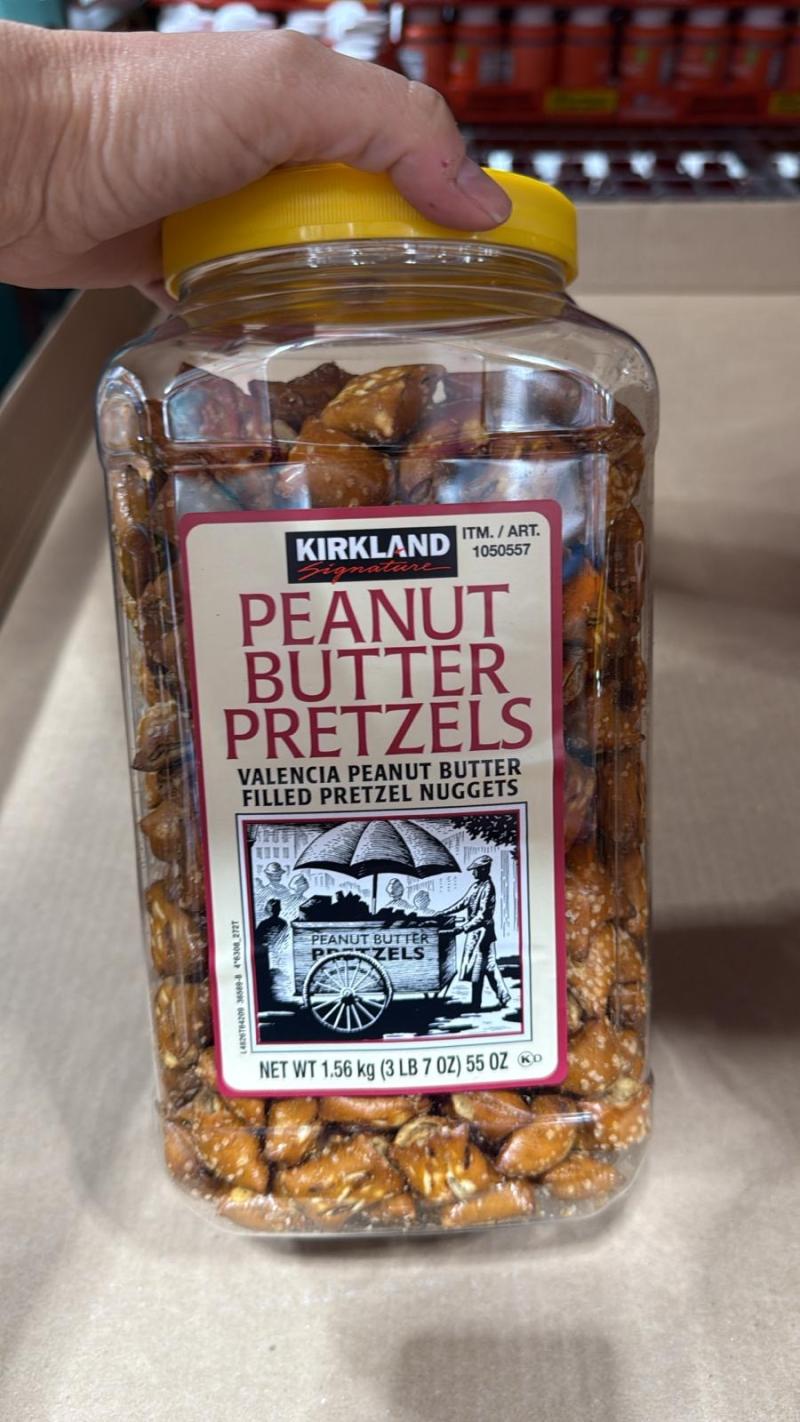 KIRKLAND
Signature
ITM. / ART.
1050557
PEANUT
BUTTER
PRETZELS
VALENCIA PEANUT BUTTER
FILLED PRETZEL NUGGETS
PEANUT BUTTER
PRETZELS
NET WT 1.56 kg (3 LB 7 OZ) 55 OZ K D